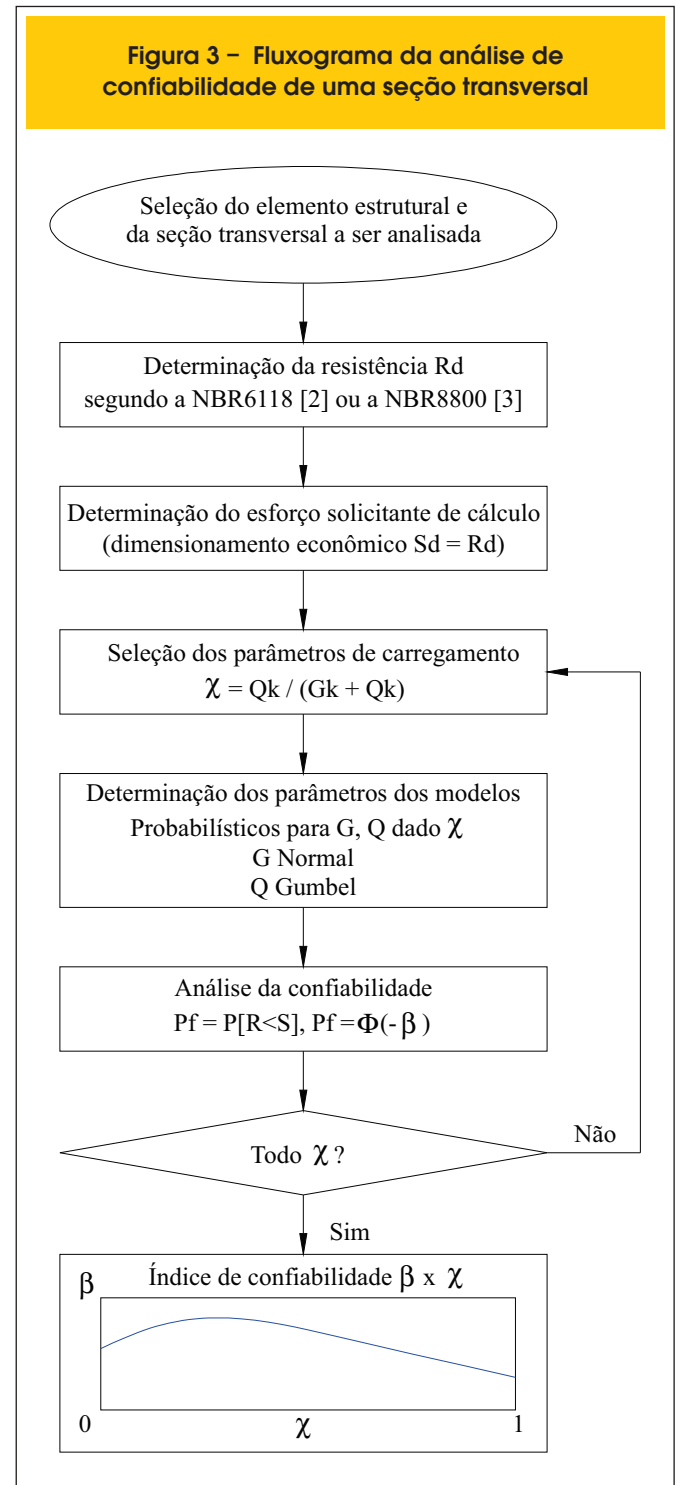 Figura 3 – Fluxograma da análise de
confiabilidade de uma seção transversal
Seleção do elemento estrutural e
da seção transversal a ser analisada
Determinação da resistência Rd
segundo a NBR6118 [2] ou a NBR8800 [3]
Determinação do esforço solicitante de cálculo
(dimensionamento econômico Sd = Rd)
Seleção dos parâmetros de carregamento
χ = Qk / (Gk + Qk)
Determinação dos parâmetros dos modelos
Probabilísticos para G, Q dado χ
G Normal
Q Gumbel
Análise da confiabilidade
Pf = P[R<S], Pf =Φ(-β )
Todo χ ?
Não
Sim
Índice de confiabilidade β x χ
β
0
χ
1